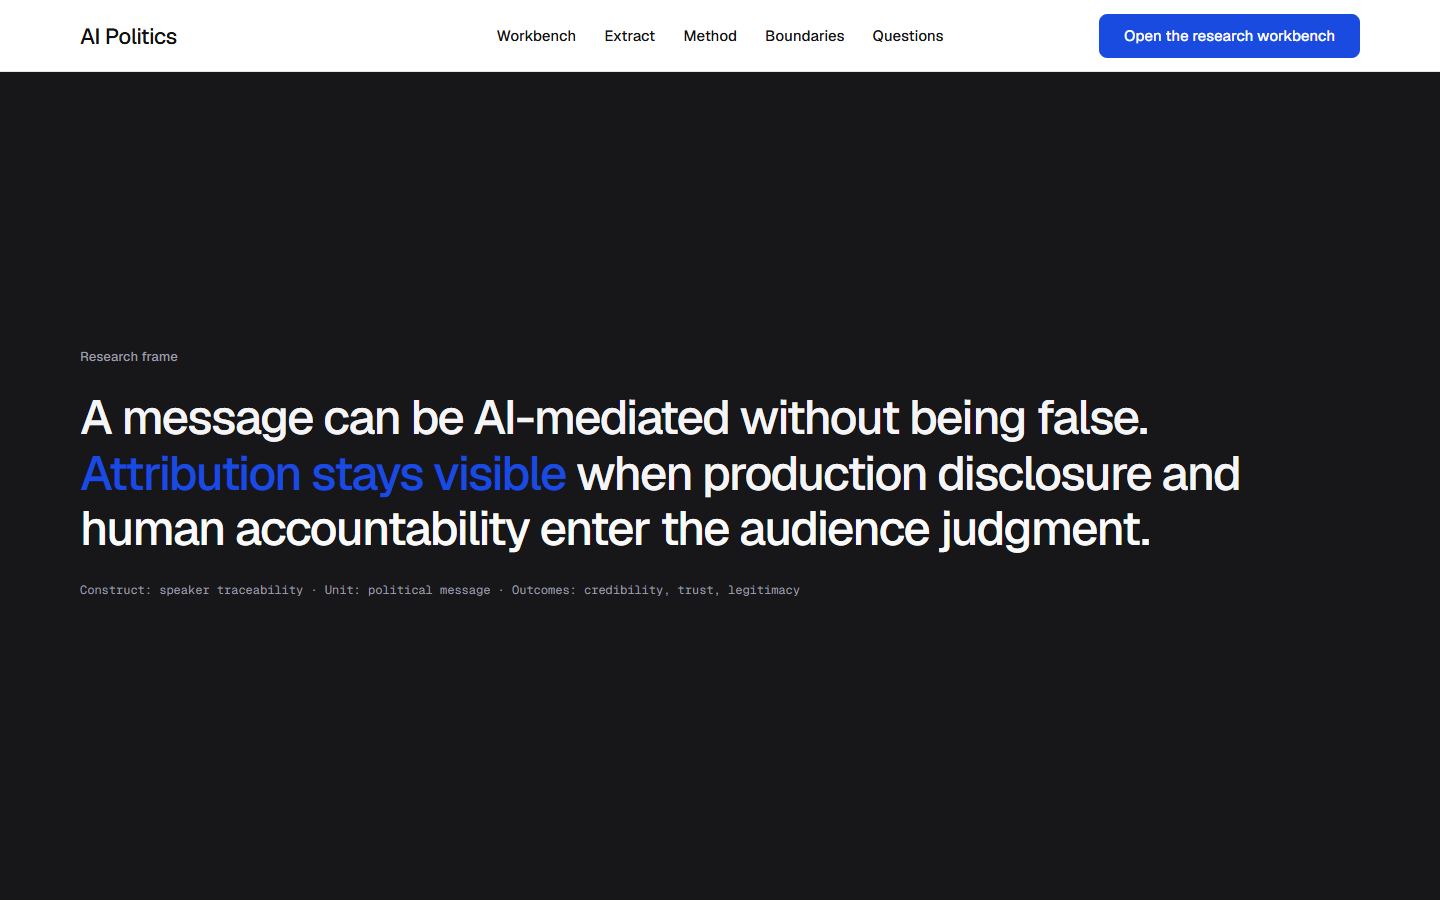 AI Politics
Workbench
Extract
Method
Boundaries
Questions
Open the research workbench
Research frame
A message can be AI-mediated without being false.
Attribution stays visible when production disclosure and
human accountability enter the audience judgment.
Construct: speaker traceability · Unit: political message · Outcomes: credibility, trust, legitimacy